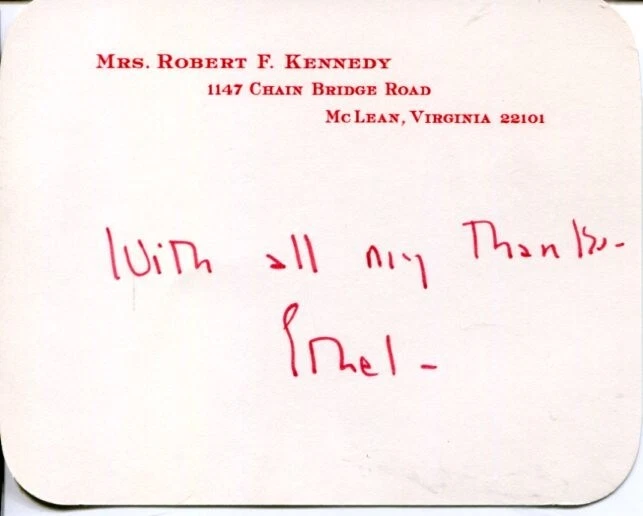 Mrs. Robert F. Kennedy
1147 Chain Bridge Road
McLean, Virginia 22101
With all my Thanks-
Ethel -